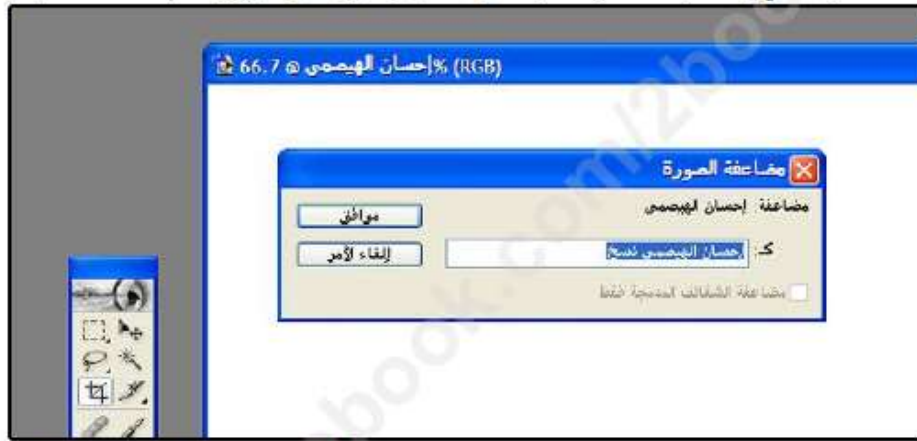 إحسان الهيصمي @ 66.7% (RGB)
مضاعفة الصورة
مضاعفة إحسان الهيصمي
موافق
كـ: إحسان الهيصمي نسخ
إلغاء الأمر
مضاعفة الشفائف المدمجة فقط